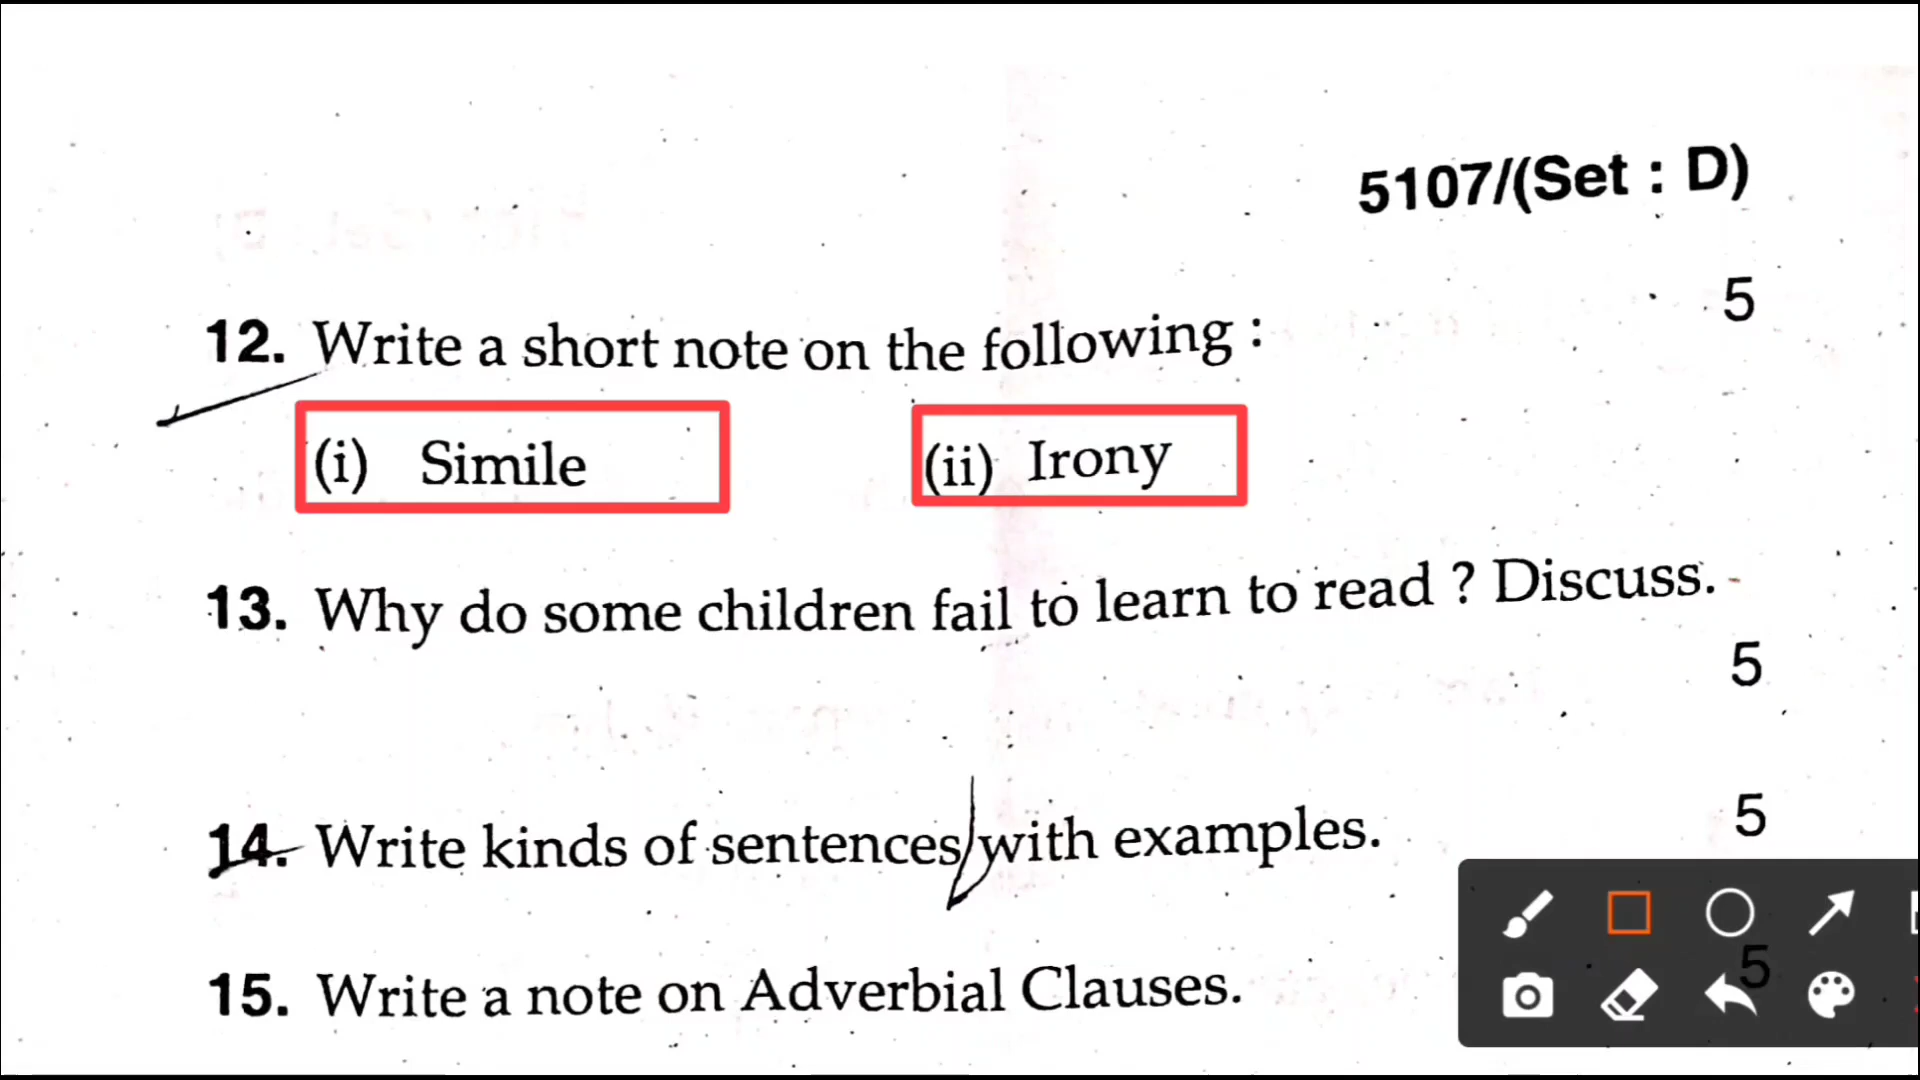 5107/(Set : D)
5
12. Write a short note on the following :
(i) Simile (ii) Irony
13. Why do some children fail to learn to read ? Discuss.
5
14. Write kinds of sentences with examples. 5
15. Write a note on Adverbial Clauses. 5